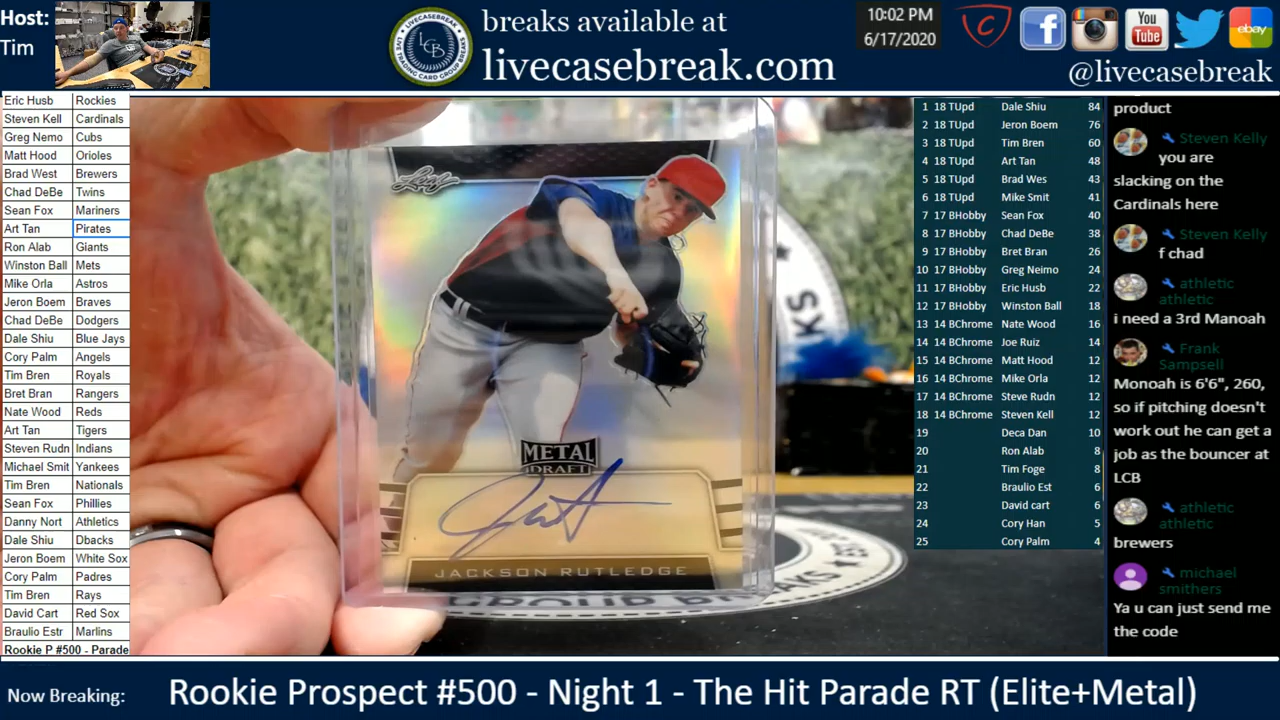 Host:
Tim
breaks available at
livecasebreak.com
10:02 PM
6/17/2020
You
Tube
ebay
@livecasebreak
LCB
Eric Husb Rockies
Steven Kell Cardinals
Greg Nemo Cubs
Matt Hood Orioles
Brad West Brewers
Chad DeBe Twins
Sean Fox Mariners
Art Tan Pirates
Ron Alab Giants
Winston Ball Mets
Mike Orla Astros
Jeron Boem Braves
Chad DeBe Dodgers
Dale Shiu Blue Jays
Cory Palm Angels
Tim Bren Royals
Bret Bran Rangers
Nate Wood Reds
Art Tan Tigers
Steven Rudn Indians
Michael Smit Yankees
Tim Bren Nationals
Sean Fox Phillies
Danny Nort Athletics
Dale Shiu Dbacks
Jeron Boem White Sox
Cory Palm Padres
Tim Bren Rays
David Cart Red Sox
Braulio Estr Marlins
Rookie P #500 - Parade
Leaf
METAL
DRAFT
JACKSON RUTLEDGE
1 18 TUpd Dale Shiu 84
2 18 TUpd Jeron Boem 76
3 18 TUpd Tim Bren 60
4 18 TUpd Art Tan 48
5 18 TUpd Brad Wes 43
6 18 TUpd Mike Smit 41
7 17 BHobby Sean Fox 40
8 17 BHobby Chad DeBe 38
9 17 BHobby Bret Bran 26
10 17 BHobby Greg Neimo 24
11 17 BHobby Eric Husb 22
12 17 BHobby Winston Ball 18
13 14 BChrome Nate Wood 16
14 14 BChrome Joe Ruiz 14
15 14 BChrome Matt Hood 12
16 14 BChrome Mike Orla 12
17 14 BChrome Steve Rudn 12
18 14 BChrome Steven Kell 12
19 Deca Dan 10
20 Ron Alab 8
21 Tim Foge 8
22 Braulio Est 6
23 David cart 6
24 Cory Han 5
25 Cory Palm 4
product
Steven Kelly
you are
slacking on the
Cardinals here
Steven Kelly
f chad
athletic
athletic
i need a 3rd Manoah
Frank
Sampsell
Monoah is 6'6", 260,
so if pitching doesn't
work out he can get a
job as the bouncer at
LCB
athletic
athletic
brewers
michael
smithers
Ya u can just send me
the code
Now Breaking:
Rookie Prospect #500 - Night 1 - The Hit Parade RT (Elite+Metal)